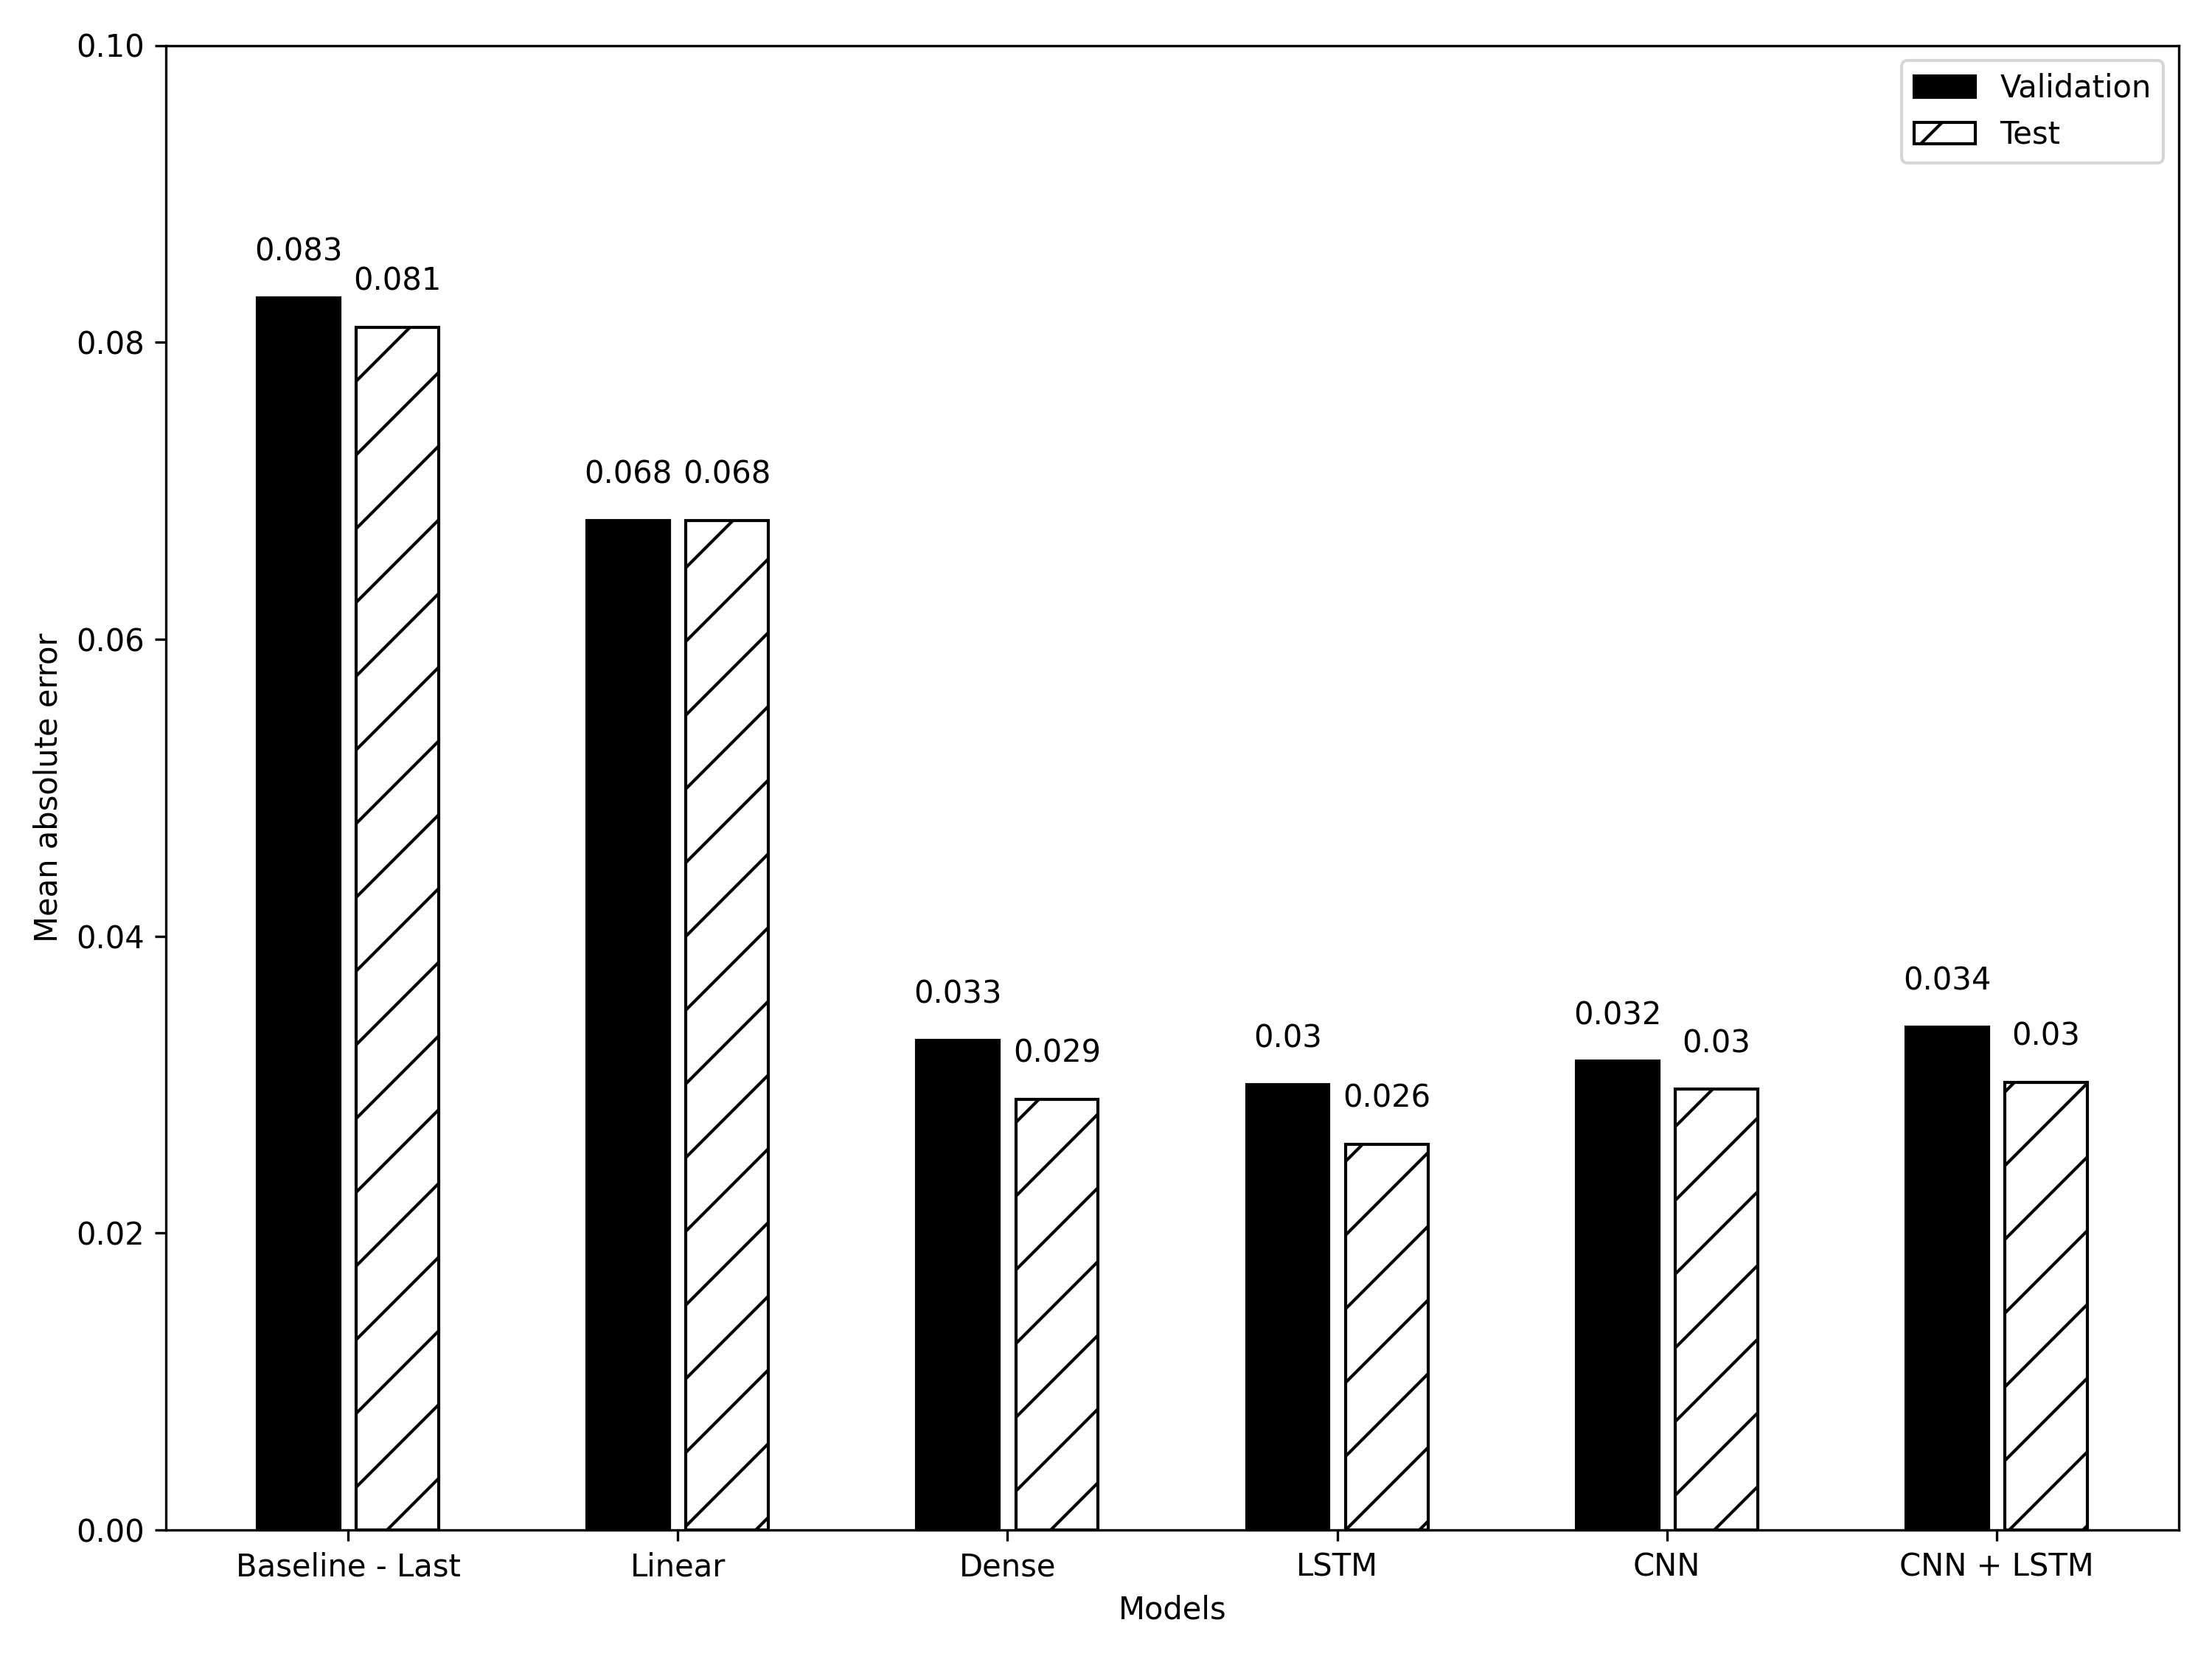 0.10
0.08
0.06
0.04
0.02
0.00
Mean absolute error
Validation
Test
0.083
0.081
0.068 0.068
0.033
0.029
0.03
0.026
0.032
0.03
0.034
0.03
Baseline - Last
Linear
Dense
LSTM
CNN
CNN + LSTM
Models